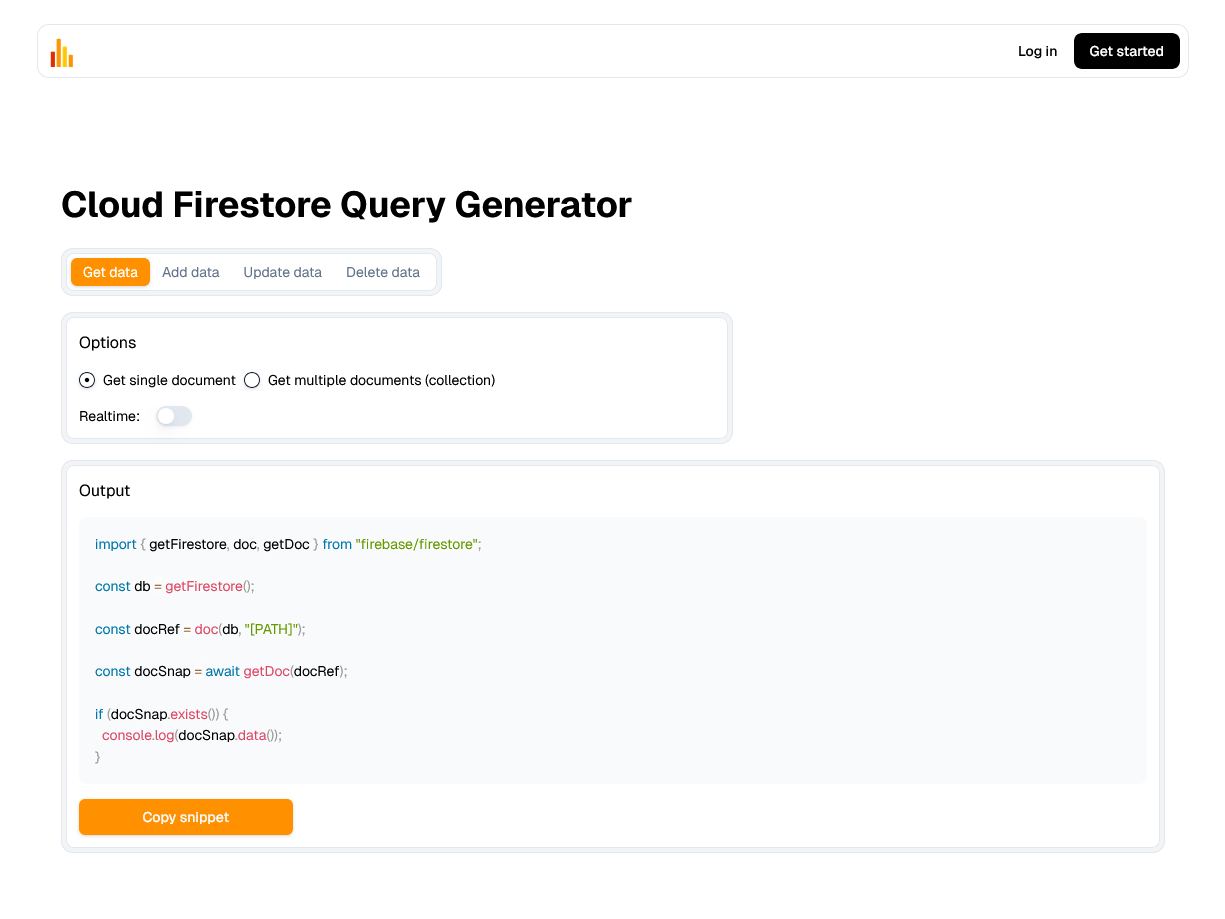 Log in
Get started
Cloud Firestore Query Generator
Get data
Add data
Update data
Delete data
Options
Get single document
Get multiple documents (collection)
Realtime:
Output
import { getFirestore, doc, getDoc } from "firebase/firestore";
const db = getFirestore();
const docRef = doc(db, "[PATH]");
const docSnap = await getDoc(docRef);
if (docSnap.exists()) {
  console.log(docSnap.data());
}
Copy snippet